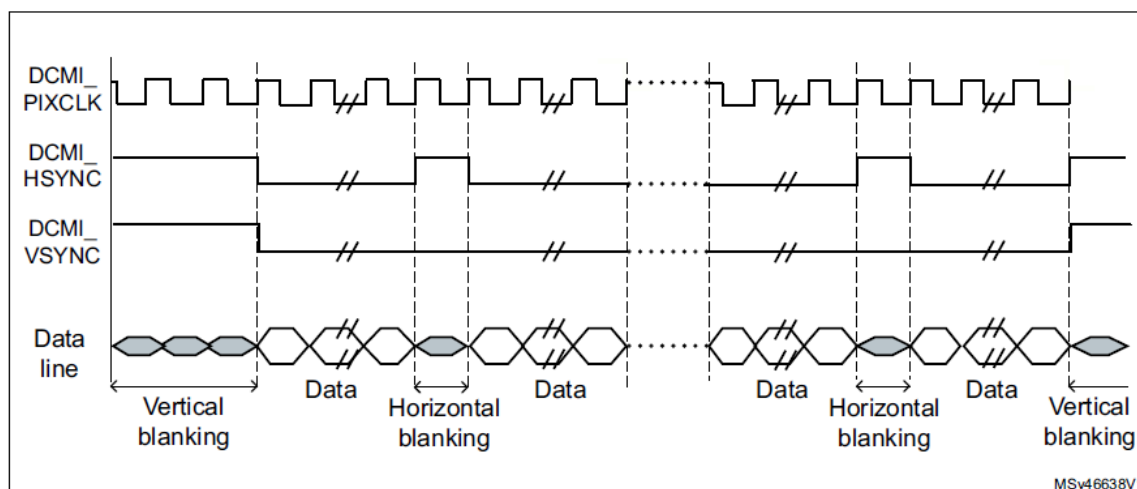 DCMI_
PIXCLK
DCMI_
HSYNC
DCMI_
VSYNC
Data
line
Vertical
blanking
Data
Horizontal
blanking
Data
Data
Horizontal
blanking
Data
Vertical
blanking
MSv46638V